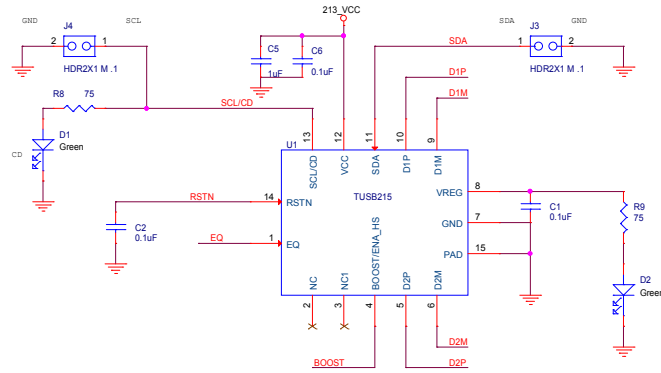 213_VCC
GND
J4
SCL
SDA
J3
GND
2
1
SDA
1
2
HDR2X1 M .1
C5
1uF
C6
0.1uF
HDR2X1 M .1
R8
75
D1P
D1M
SCL/CD
D1
Green
CD
U1
13
12
11
10
9
SCL/CD
VCC
SDA
D1P
D1M
TUSB215
RSTN
14
RSTN
VREG
8
C2
0.1uF
C1
0.1uF
R9
75
GND
7
EQ
1
EQ
PAD
15
NC
NC1
BOOST/ENA_HS
D2P
D2M
2
3
4
5
6
D2
Green
D2M
BOOST
D2P